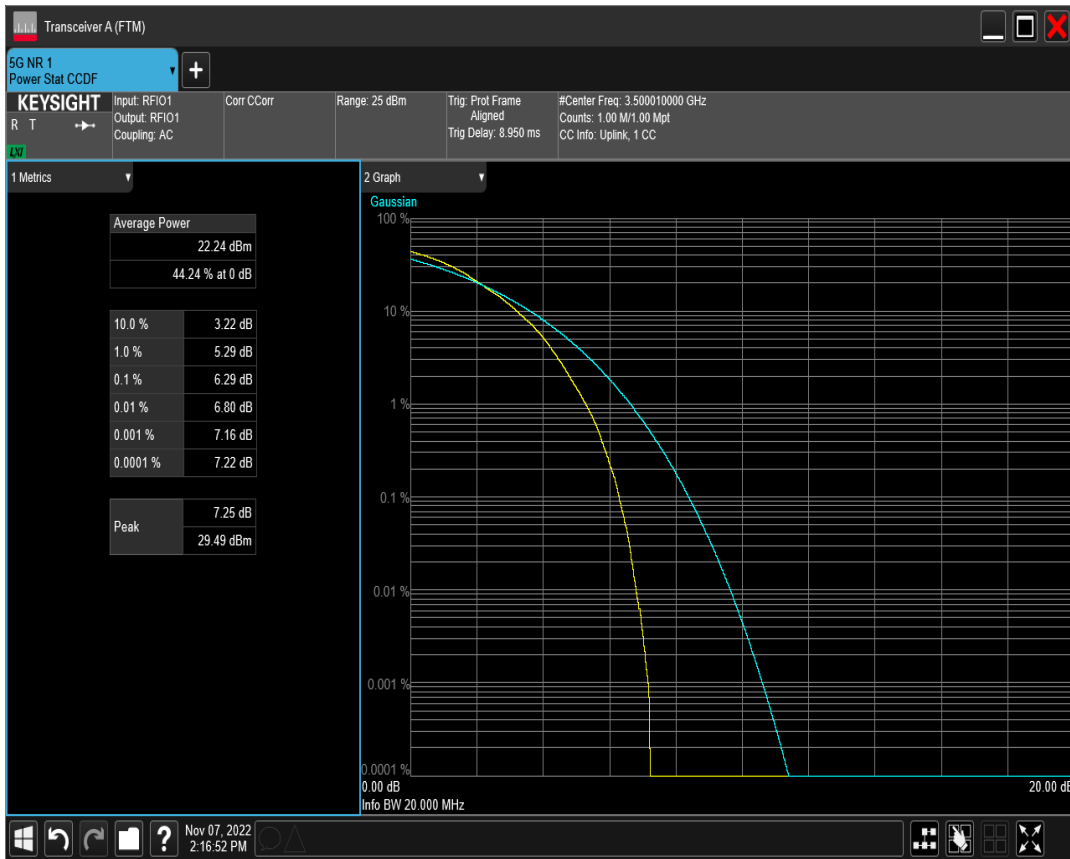 Transceiver A (FTM)
5G NR 1
Power Stat CCDF
+
KEYSIGHT
R T
LXI
Input: RFIO1
Output: RFIO1
Coupling: AC
Corr CCorr
Range: 25 dBm
Trig: Prot Frame
Aligned
Trig Delay: 8.950 ms
#Center Freq: 3.500010000 GHz
Counts: 1.00 M/1.00 Mpt
CC Info: Uplink, 1 CC
1 Metrics
Average Power
22.24 dBm
44.24 % at 0 dB
10.0 % 3.22 dB
1.0 % 5.29 dB
0.1 % 6.29 dB
0.01 % 6.80 dB
0.001 % 7.16 dB
0.0001 % 7.22 dB
Peak
7.25 dB
29.49 dBm
2 Graph
Gaussian
100 %
10 %
1 %
0.1 %
0.01 %
0.001 %
0.0001 %
0.00 dB
20.00 dB
Info BW 20.000 MHz
?
Nov 07, 2022
2:16:52 PM